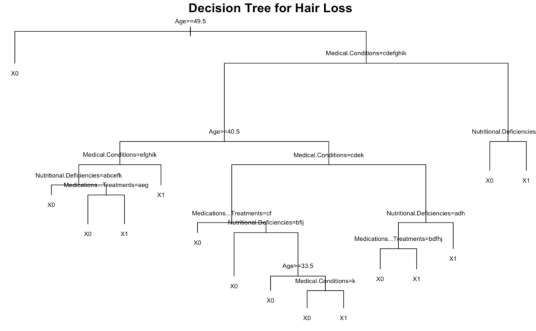 Decision Tree for Hair Loss
Age>=49.5
Medical.Conditions=cdefghik
X0
Age>=40.5
Nutritional.Deficiencies
Medical.Conditions=efghik
Medical.Conditions=cdek
Nutritional.Deficiencies=abcefk
X0
X1
Medications...Treatments=aeg
X1
X0
Medications...Treatments=cf
Nutritional.Deficiencies=adh
Nutritional.Deficiencies=bfij
X0
X1
X0
Medications...Treatments=bdfhj
X1
Age>=33.5
X0
X1
Medical.Conditions=k
X0
X0
X0
X1